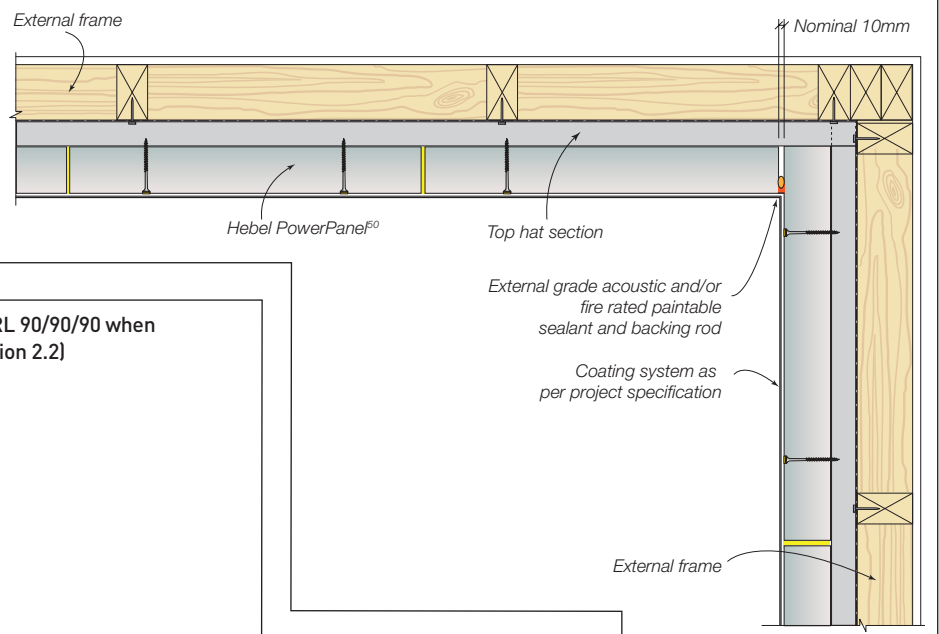 External frame
Nominal 10mm
Hebel PowerPanel⁵⁰
Top hat section
External grade acoustic and/or
fire rated paintable
sealant and backing rod
RL 90/90/90 when
ion 2.2)
Coating system as
per project specification
External frame